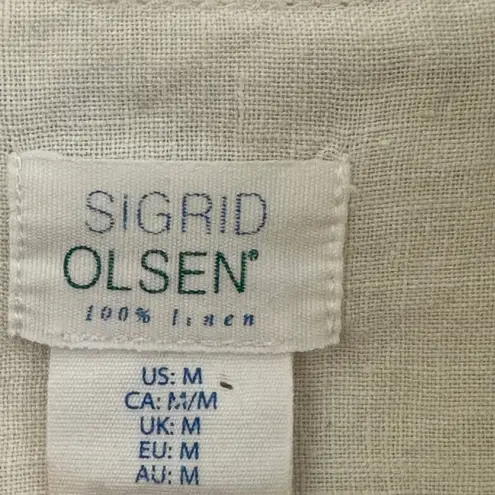 SIGRID
OLSEN®
100% linen
US: M
CA: M/M
UK: M
EU: M
AU: M